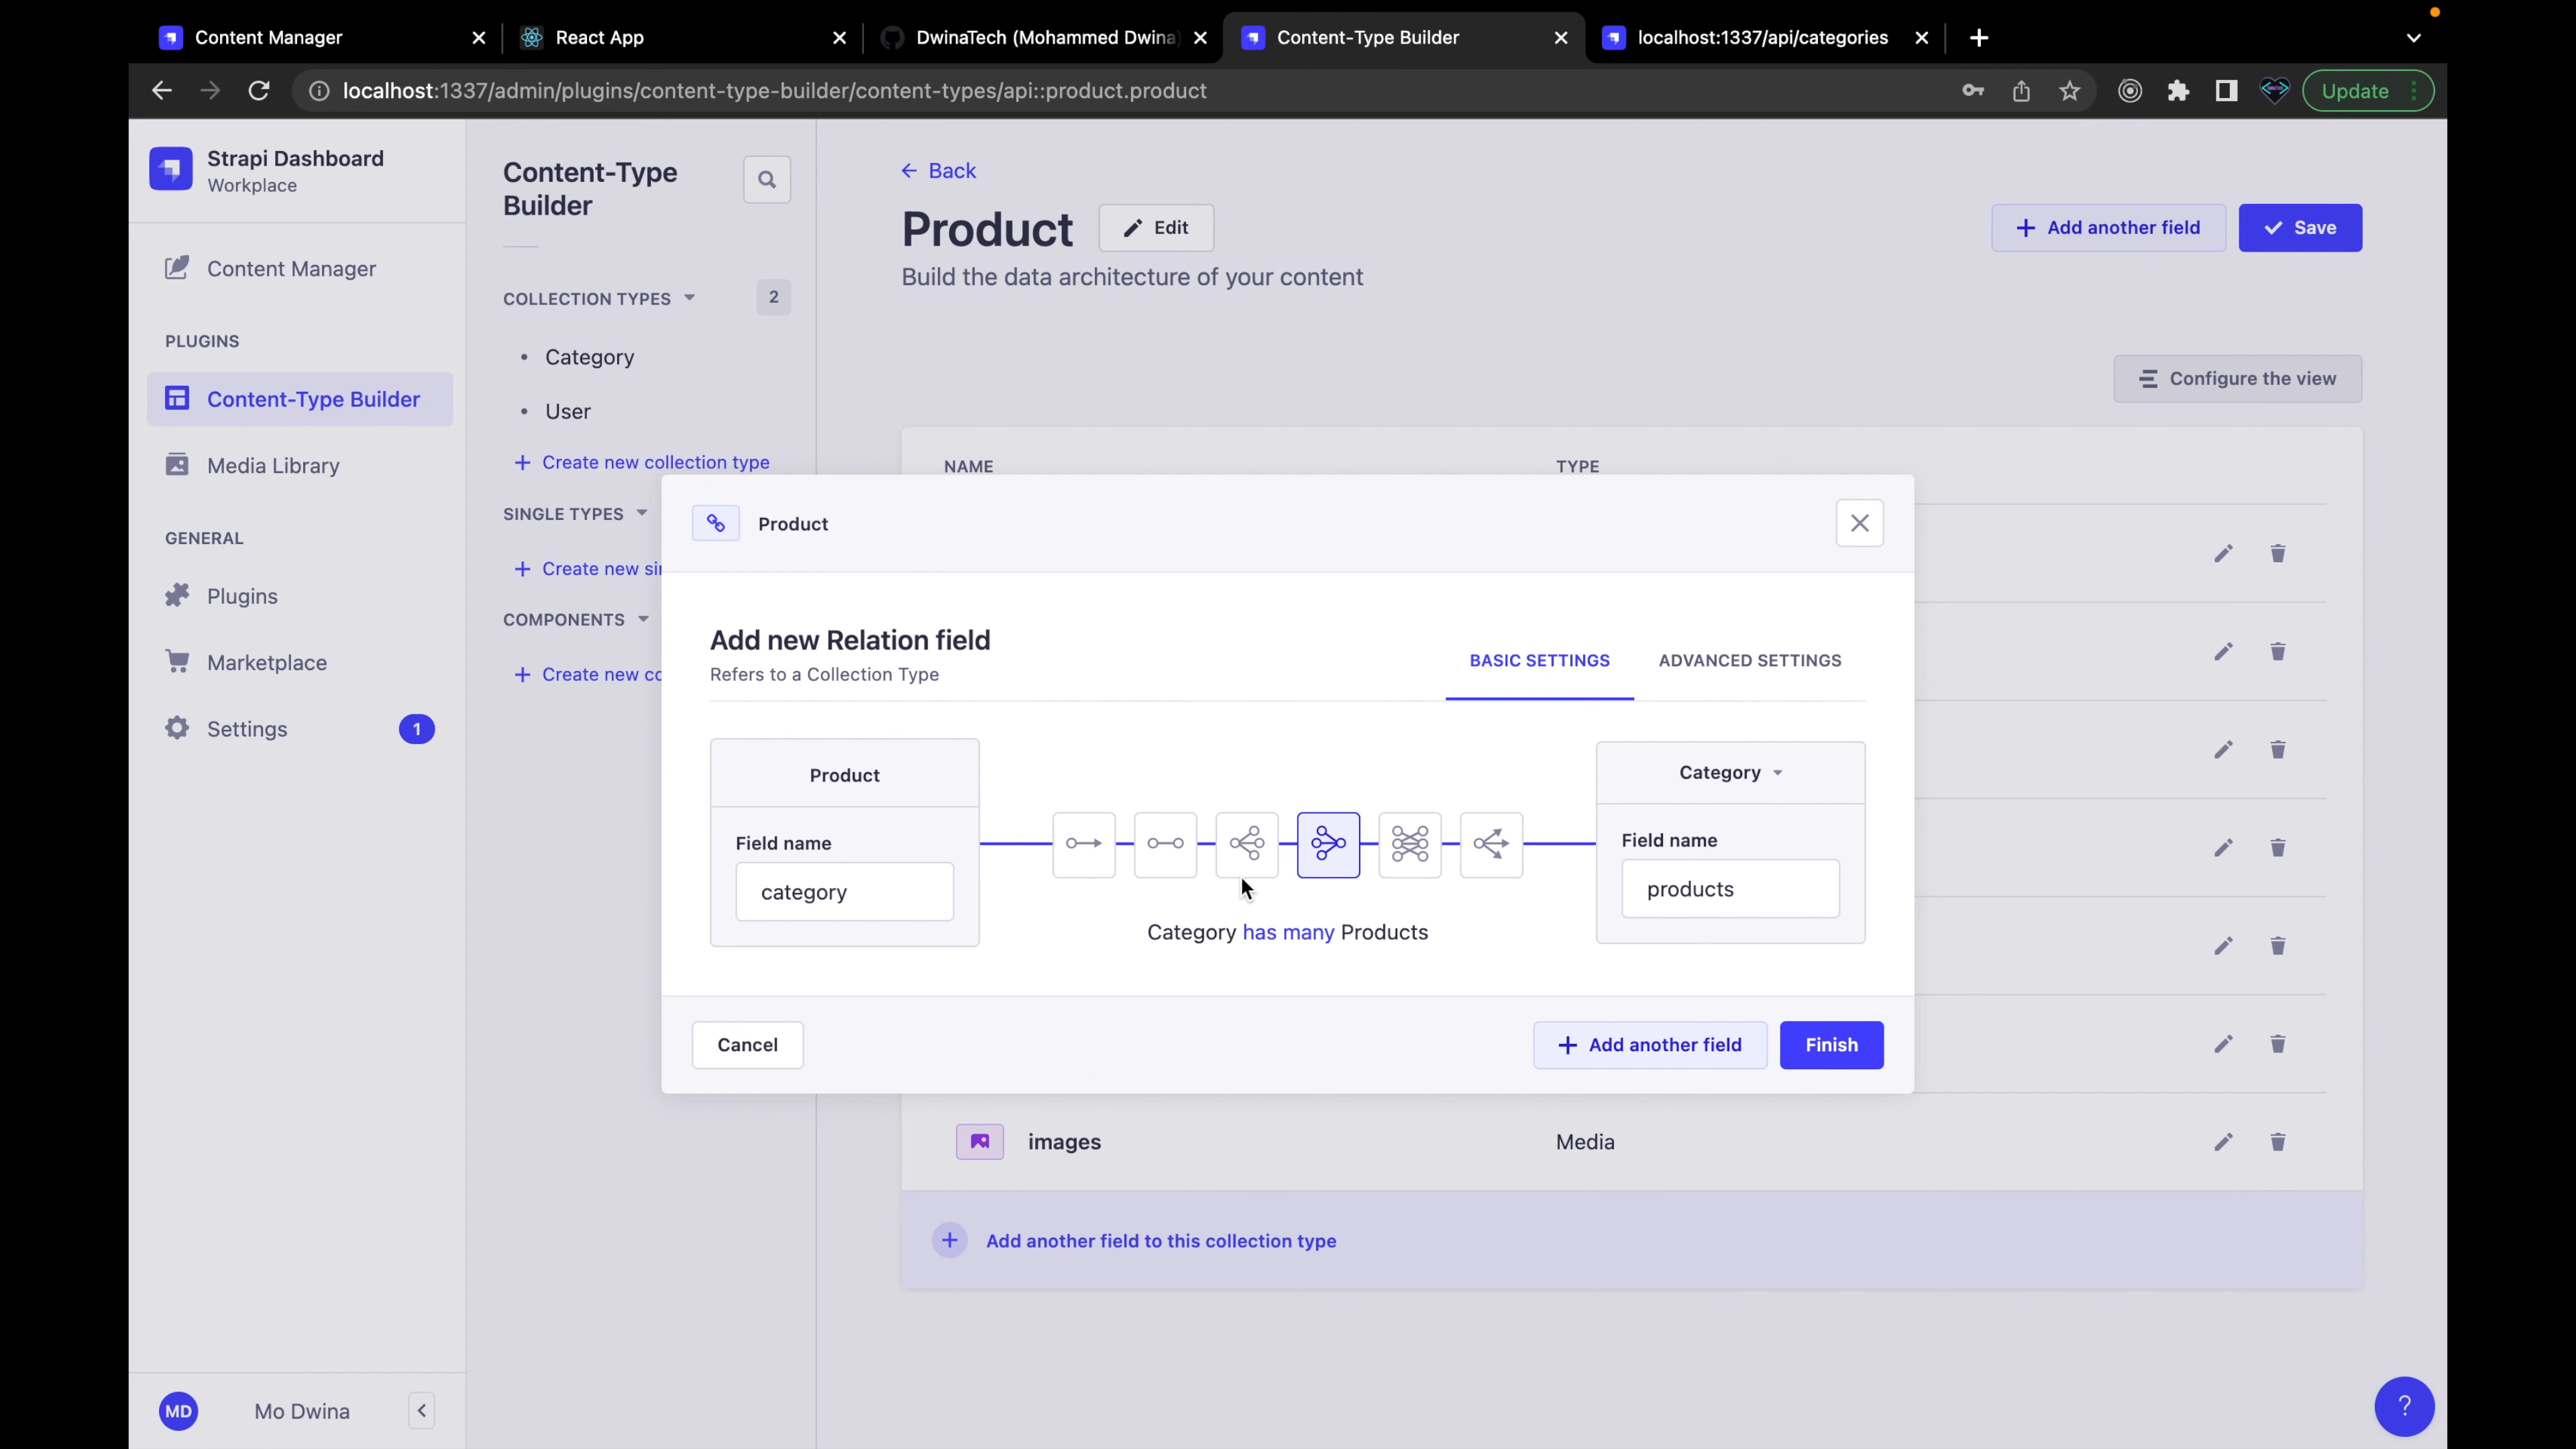 Content Manager
React App
DwinaTech (Mohammed Dwina)
Content-Type Builder
localhost:1337/api/categories
localhost:1337/admin/plugins/content-type-builder/content-types/api::product.product
Update
Strapi Dashboard
Workplace
Content Manager
PLUGINS
Content-Type Builder
Media Library
GENERAL
Plugins
Marketplace
Settings
1
MD
Mo Dwina
Content-Type
Builder
COLLECTION TYPES
2
Category
User
Create new collection type
SINGLE TYPES
Create new sin
COMPONENTS
Create new co
Back
Product
Edit
Build the data architecture of your content
Add another field
Save
Configure the view
NAME
TYPE
Product
Add new Relation field
Refers to a Collection Type
BASIC SETTINGS
ADVANCED SETTINGS
Product
Field name
category
Category has many Products
Category
Field name
products
Cancel
Add another field
Finish
images
Media
Add another field to this collection type
?